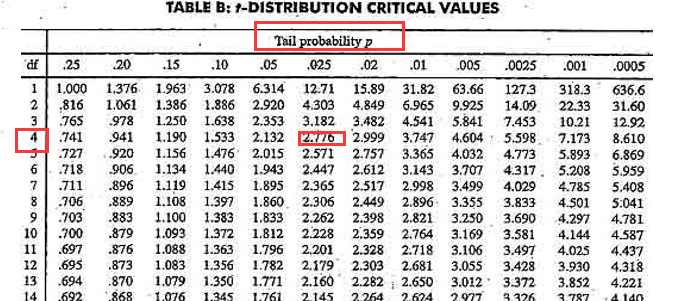 TABLE B: t-DISTRIBUTION CRITICAL VALUES
Tail probability p
df .25 .20 .15 .10 .05 .025 .02 .01 .005 .0025 .001 .0005
1 1.000 1.376 1.963 3.078 6.314 12.71 15.89 31.82 63.66 127.3 318.3 636.6
2 .816 1.061 1.386 1.886 2.920 4.303 4.849 6.965 9.925 14.09 22.33 31.60
3 .765 .978 1.250 1.638 2.353 3.182 3.482 4.541 5.841 7.453 10.21 12.92
4 .741 .941 1.190 1.533 2.132 2.776 2.999 3.747 4.604 5.598 7.173 8.610
5 .727 .920 1.156 1.476 2.015 2.571 2.757 3.365 4.032 4.773 5.893 6.869
6 .718 .906 1.134 1.440 1.943 2.447 2.612 3.143 3.707 4.317 5.208 5.959
7 .711 .896 1.119 1.415 1.895 2.365 2.517 2.998 3.499 4.029 4.785 5.408
8 .706 .889 1.108 1.397 1.860 2.306 2.449 2.896 3.355 3.833 4.501 5.041
9 .703 .883 1.100 1.383 1.833 2.262 2.398 2.821 3.250 3.690 4.297 4.781
10 .700 .879 1.093 1.372 1.812 2.228 2.359 2.764 3.169 3.581 4.144 4.587
11 .697 .876 1.088 1.363 1.796 2.201 2.328 2.718 3.106 3.497 4.025 4.437
12 .695 .873 1.083 1.356 1.782 2.179 2.303 2.681 3.055 3.428 3.930 4.318
13 .694 .870 1.079 1.350 1.771 2.160 2.282 2.650 3.012 3.372 3.852 4.221
14 .692 .868 1.076 1.345 1.761 2.145 2.264 2.624 2.977 3.326 3.787 4.140